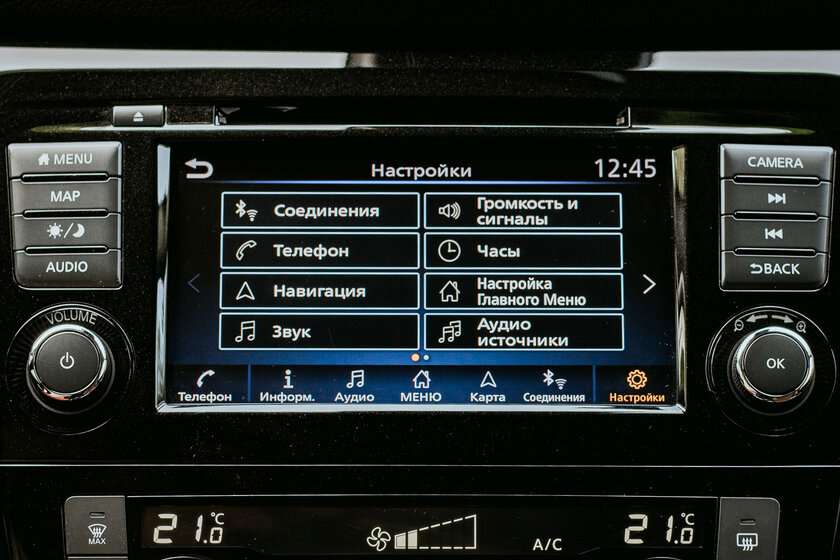 MENU
MAP
AUDIO
VOLUME
Настройки 12:45
Соединения
Громкость и
сигналы
Телефон
Часы
Навигация
Настройка
Главного Меню
Звук
Аудио
источники
Телефон Информ. Аудио МЕНЮ Карта Соединения Настройки
CAMERA
BACK
OK
MAX
21.0°C
A/C
21.0°C